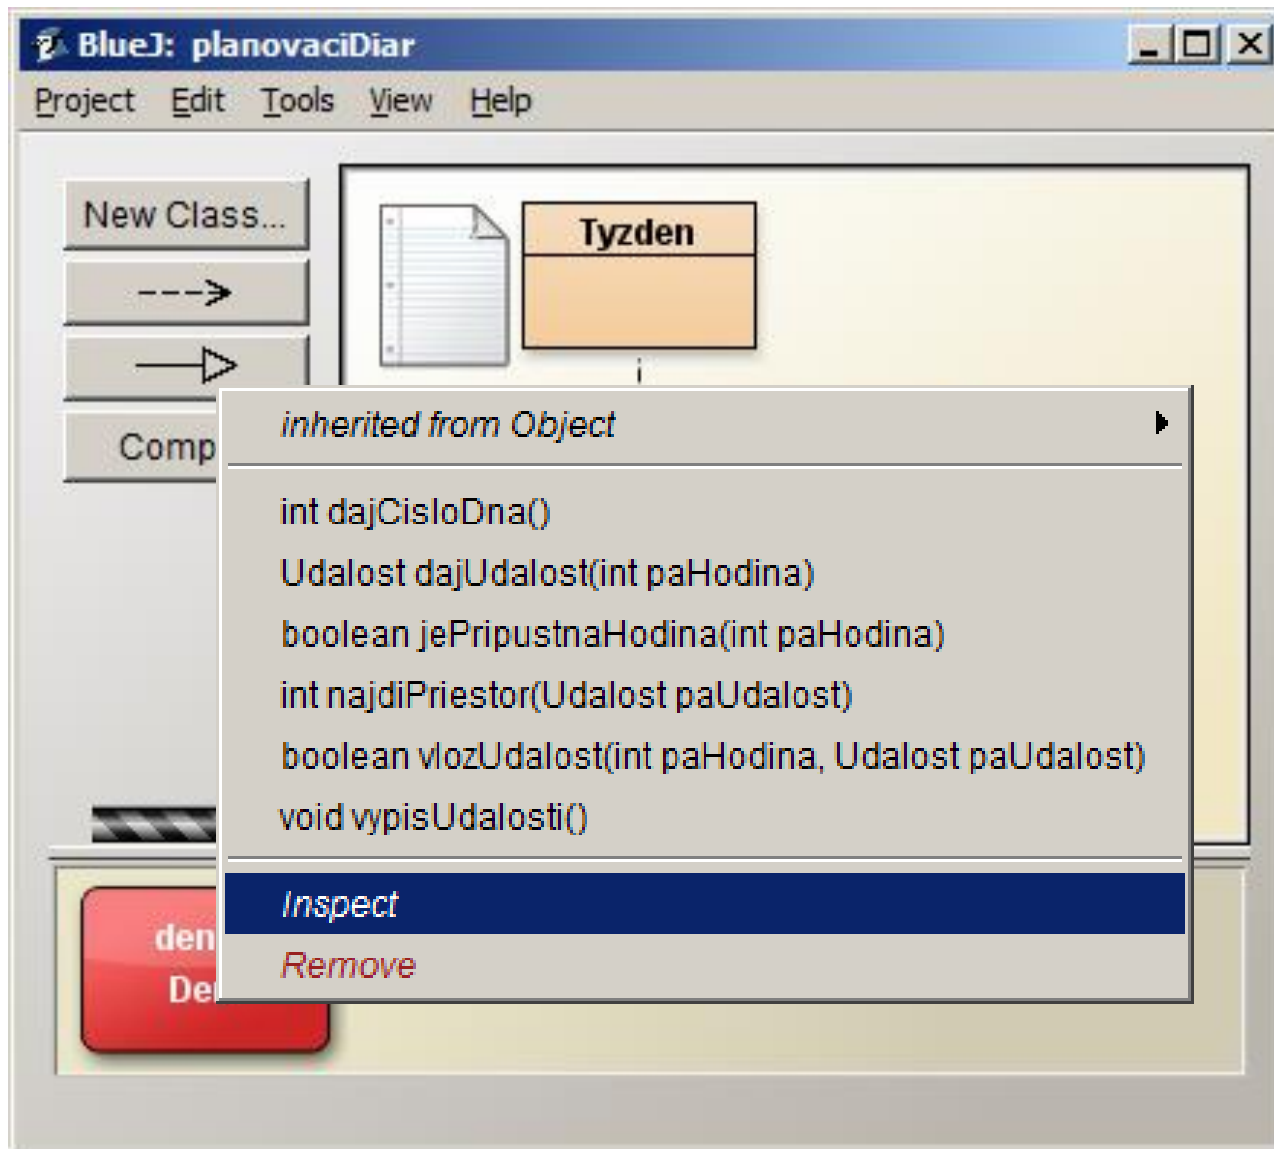 BlueJ: planovaciDiar
Project Edit Tools View Help
New Class...
Tyzden
Comp
inherited from Object
int dajCisloDna()
Udalost dajUdalost(int paHodina)
boolean jePripustnaHodina(int paHodina)
int najdiPriestor(Udalost paUdalost)
boolean vlozUdalost(int paHodina, Udalost paUdalost)
void vypisUdalosti()
Inspect
Remove
den